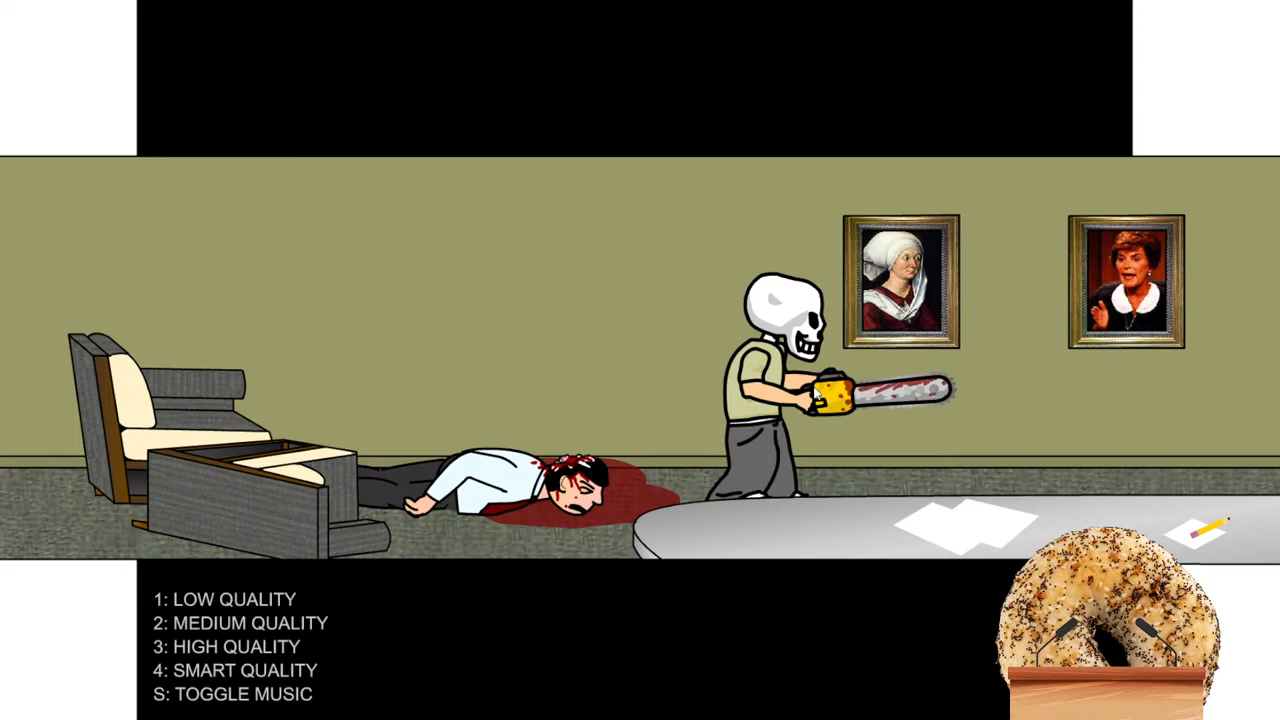 1: LOW QUALITY
2: MEDIUM QUALITY
3: HIGH QUALITY
4: SMART QUALITY
S: TOGGLE MUSIC